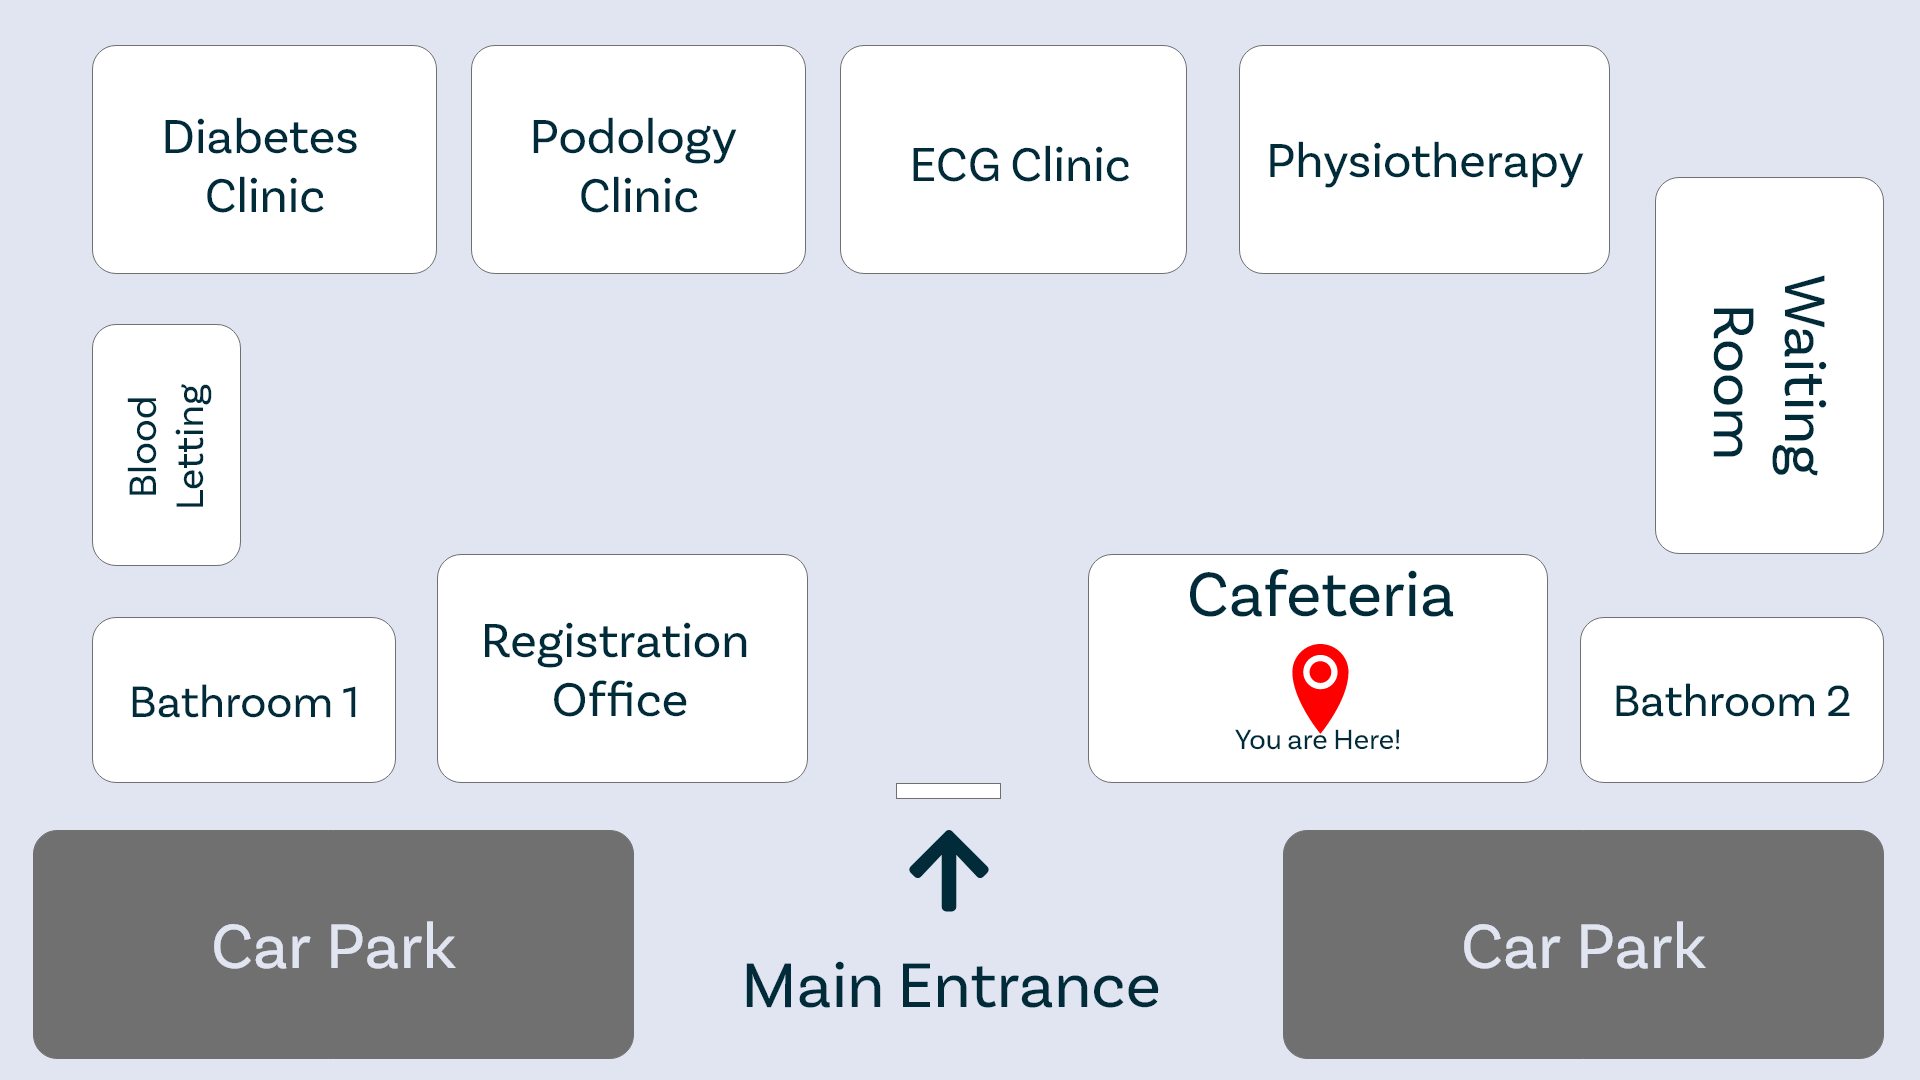 Diabetes
Clinic
Podology
Clinic
ECG Clinic
Physiotherapy
Waiting
Room
Blood
Letting
Cafeteria
You are Here!
Registration
Office
Bathroom 1
Bathroom 2
Car Park
Main Entrance
Car Park